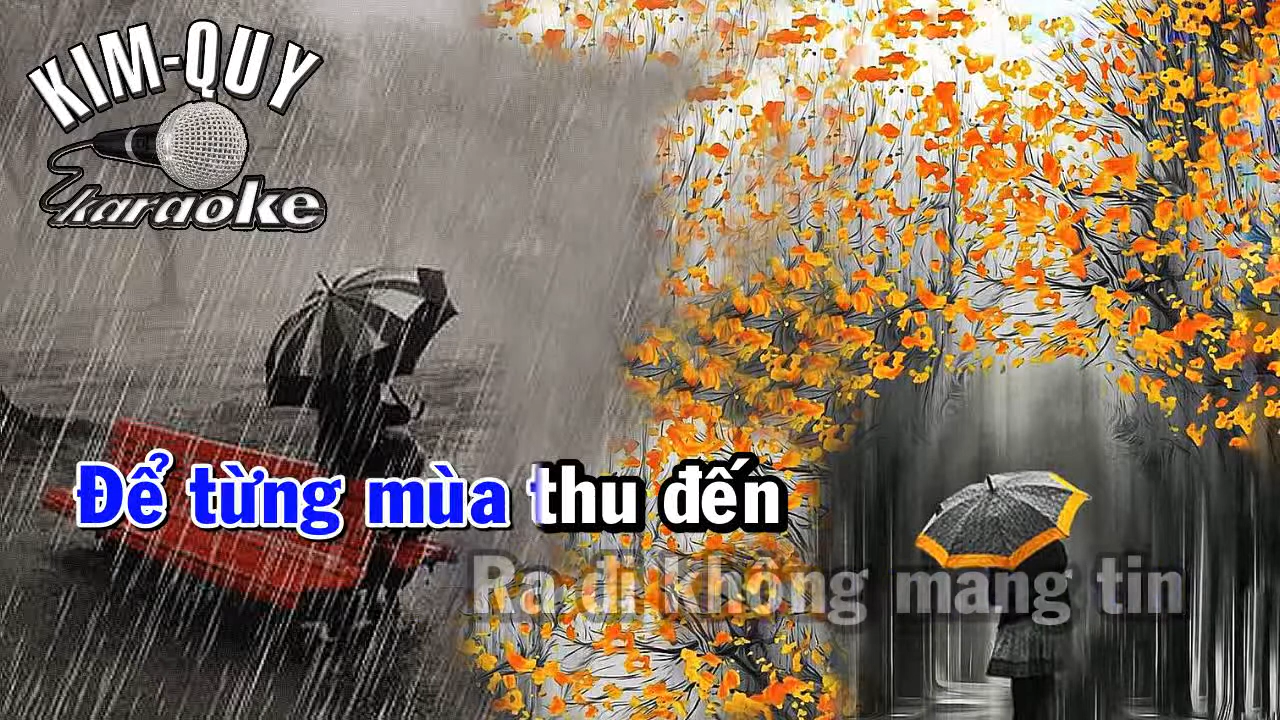 KIM-QUY
karaoke
Để từng mùa thu đến
Ra đi không mang tin